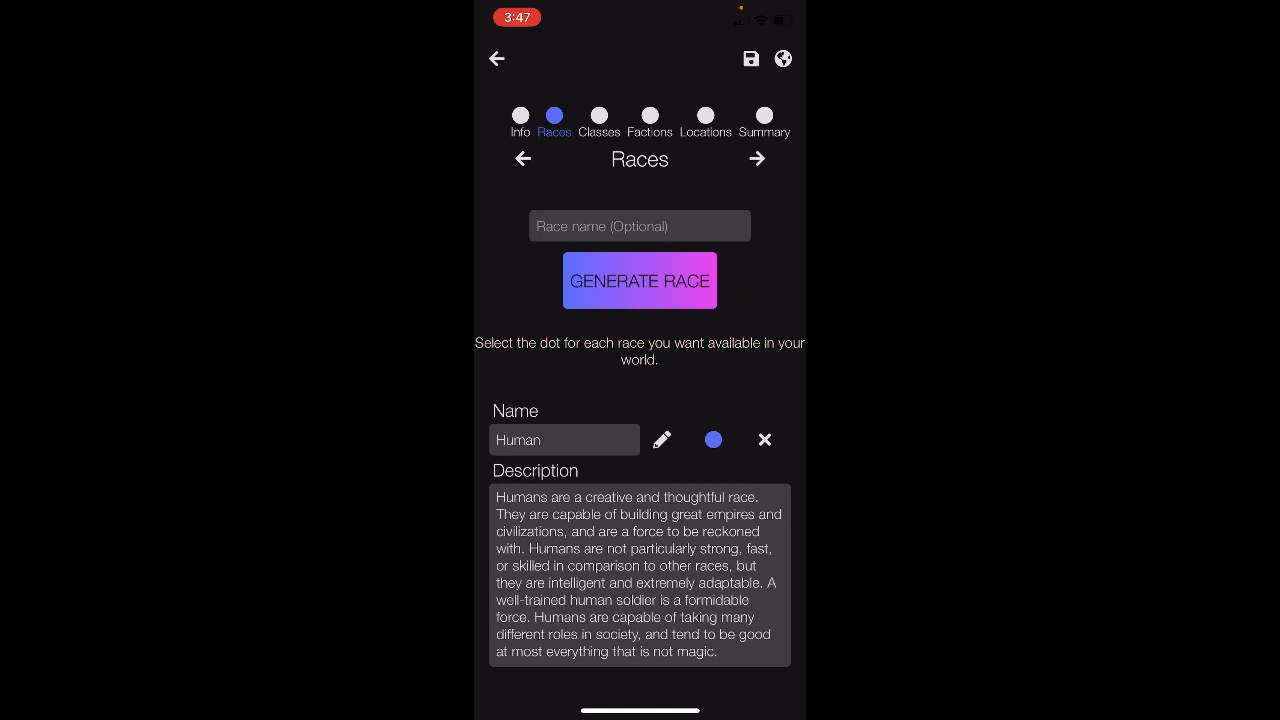 3:47
Info Races Classes Factions Locations Summary
Races
Race name (Optional)
GENERATE RACE
Select the dot for each race you want available in your
world.
Name
Human
Description
Humans are a creative and thoughtful race.
They are capable of building great empires and
civilizations, and are a force to be reckoned
with. Humans are not particularly strong, fast,
or skilled in comparison to other races, but
they are intelligent and extremely adaptable. A
well-trained human soldier is a formidable
force. Humans are capable of taking many
different roles in society, and tend to be good
at most everything that is not magic.